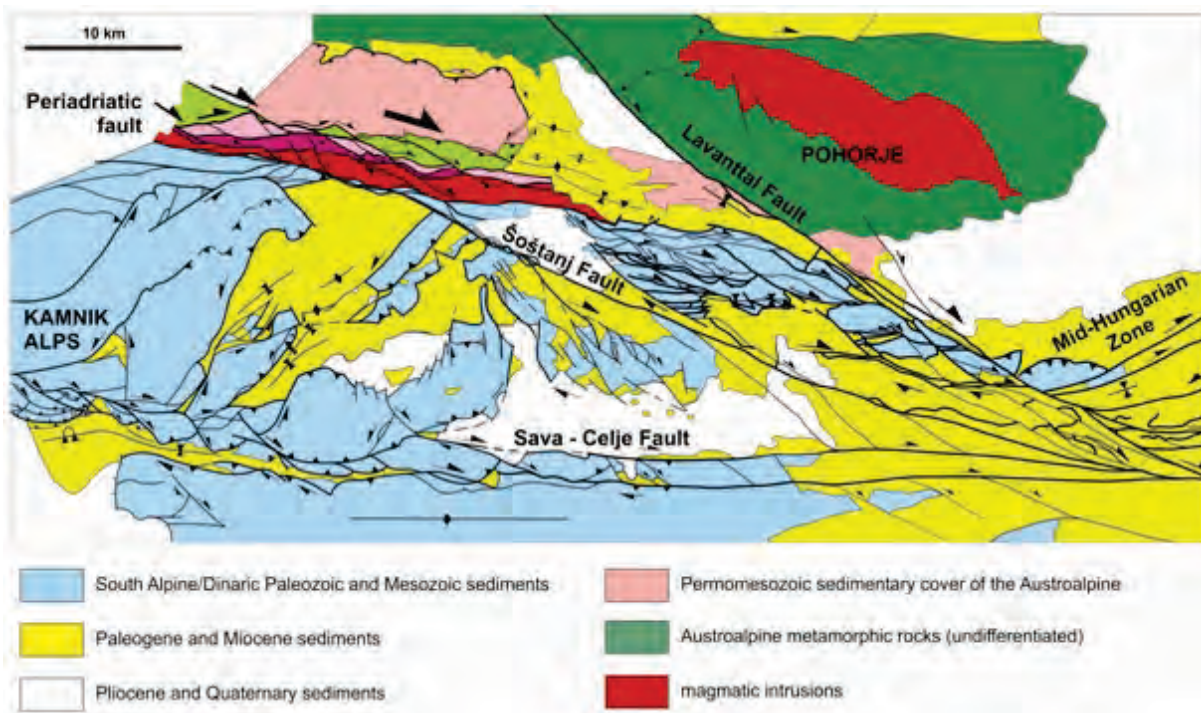 10 km
Periadriatic
fault
Lavanttal Fault
POHORJE
Šoštanj Fault
KAMNIK
ALPS
Mid-Hungarian
Zone
Sava - Celje Fault
South Alpine/Dinaric Paleozoic and Mesozoic sediments
Paleogene and Miocene sediments
Pliocene and Quaternary sediments
Permomesozoic sedimentary cover of the Austroalpine
Austroalpine metamorphic rocks (undifferentiated)
magmatic intrusions